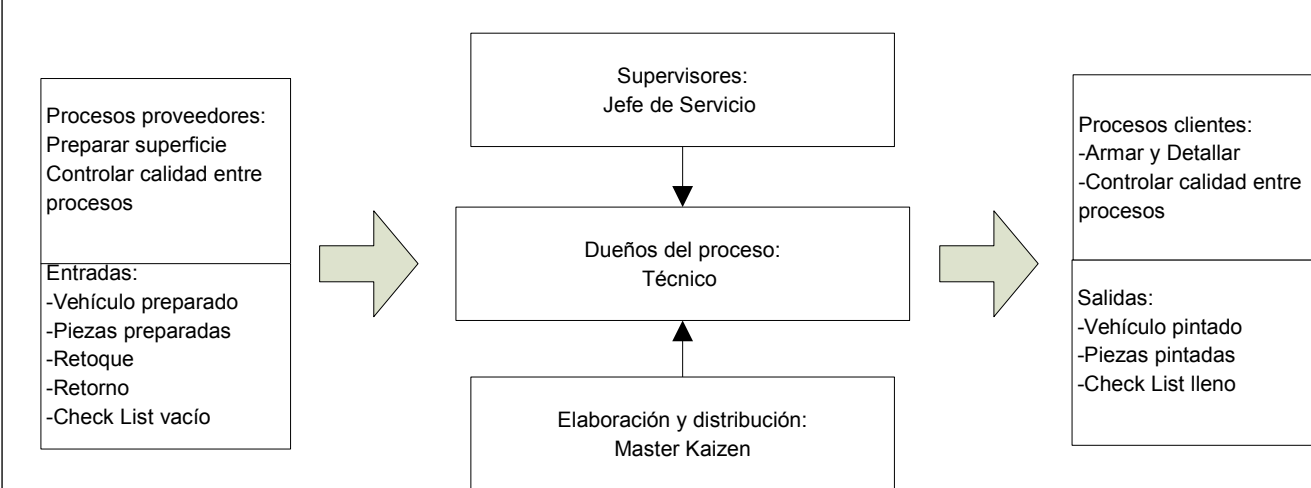 Procesos proveedores:
Preparar superficie
Controlar calidad entre
procesos
Entradas:
-Vehículo preparado
-Piezas preparadas
-Retoque
-Retorno
-Check List vacío
Supervisores:
Jefe de Servicio
Dueños del proceso:
Técnico
Elaboración y distribución:
Master Kaizen
Procesos clientes:
-Armar y Detallar
-Controlar calidad entre
procesos
Salidas:
-Vehículo pintado
-Piezas pintadas
-Check List lleno